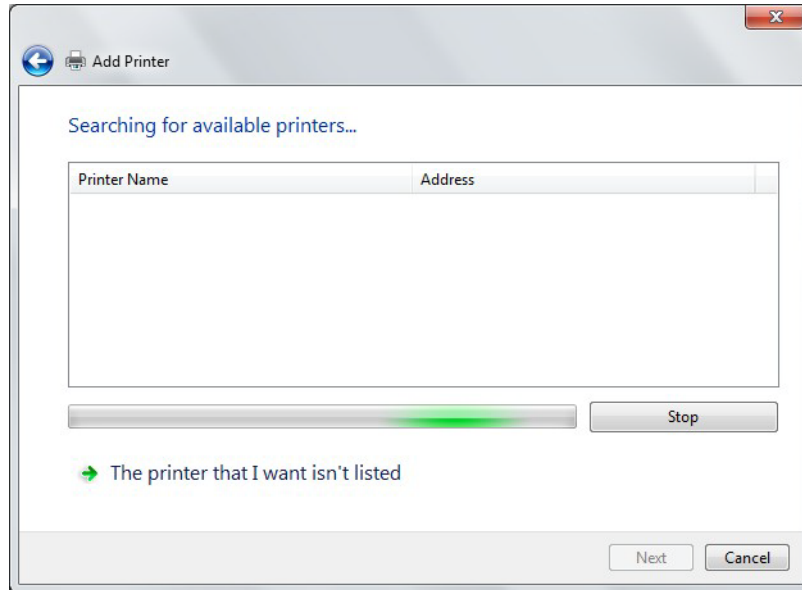 Add Printer
Searching for available printers...
Printer Name Address
Stop
The printer that I want isn't listed
Next Cancel